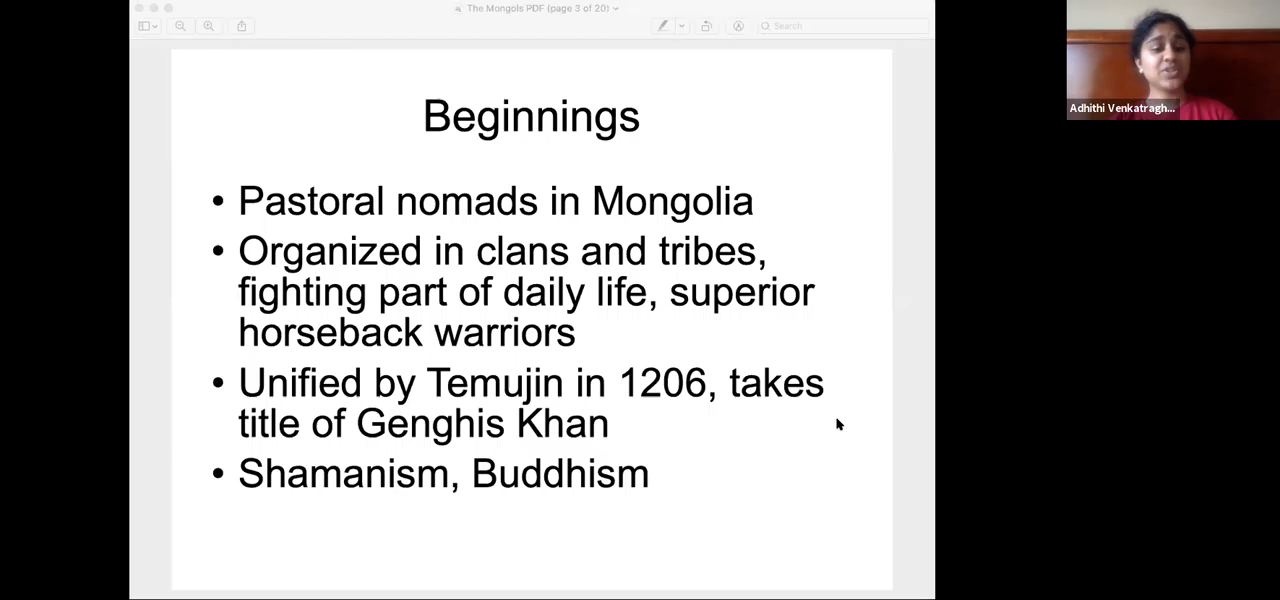 The Mongols PDF (page 3 of 20)
Search
Adhithi Venkatragh...
Beginnings
• Pastoral nomads in Mongolia
• Organized in clans and tribes,
fighting part of daily life, superior
horseback warriors
• Unified by Temujin in 1206, takes
title of Genghis Khan
• Shamanism, Buddhism